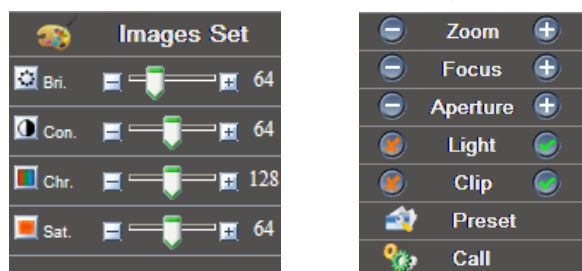 Images Set
Bri. 64
Con. 64
Chr. 128
Sat. 64
Zoom
Focus
Aperture
Light
Clip
Preset
Call